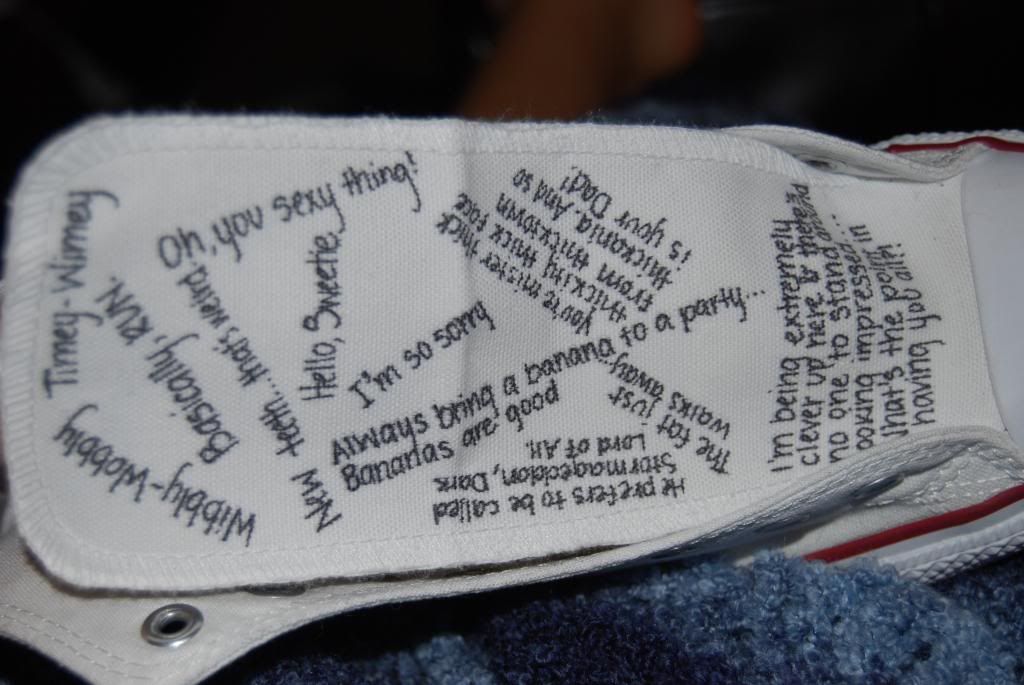 Wibbly-Wobbly
Timey-Wimey
Basically, RUN.
New teeth...that's weird.
Oh, you sexy thing!
Hello, Sweetie
I'm so sorry
Always bring a banana to a party...
Bananas are good
You're mister thick
thicking thick face
from thicktown
thickania. And so
is your Dad!
The fat just
walks away..
He prefers to be called
Stormageddon, Dark
Lord of All.
I'm being extremely
clever up here & there's
no one to stand around
looking impressed..
what's the point in
having you all?!